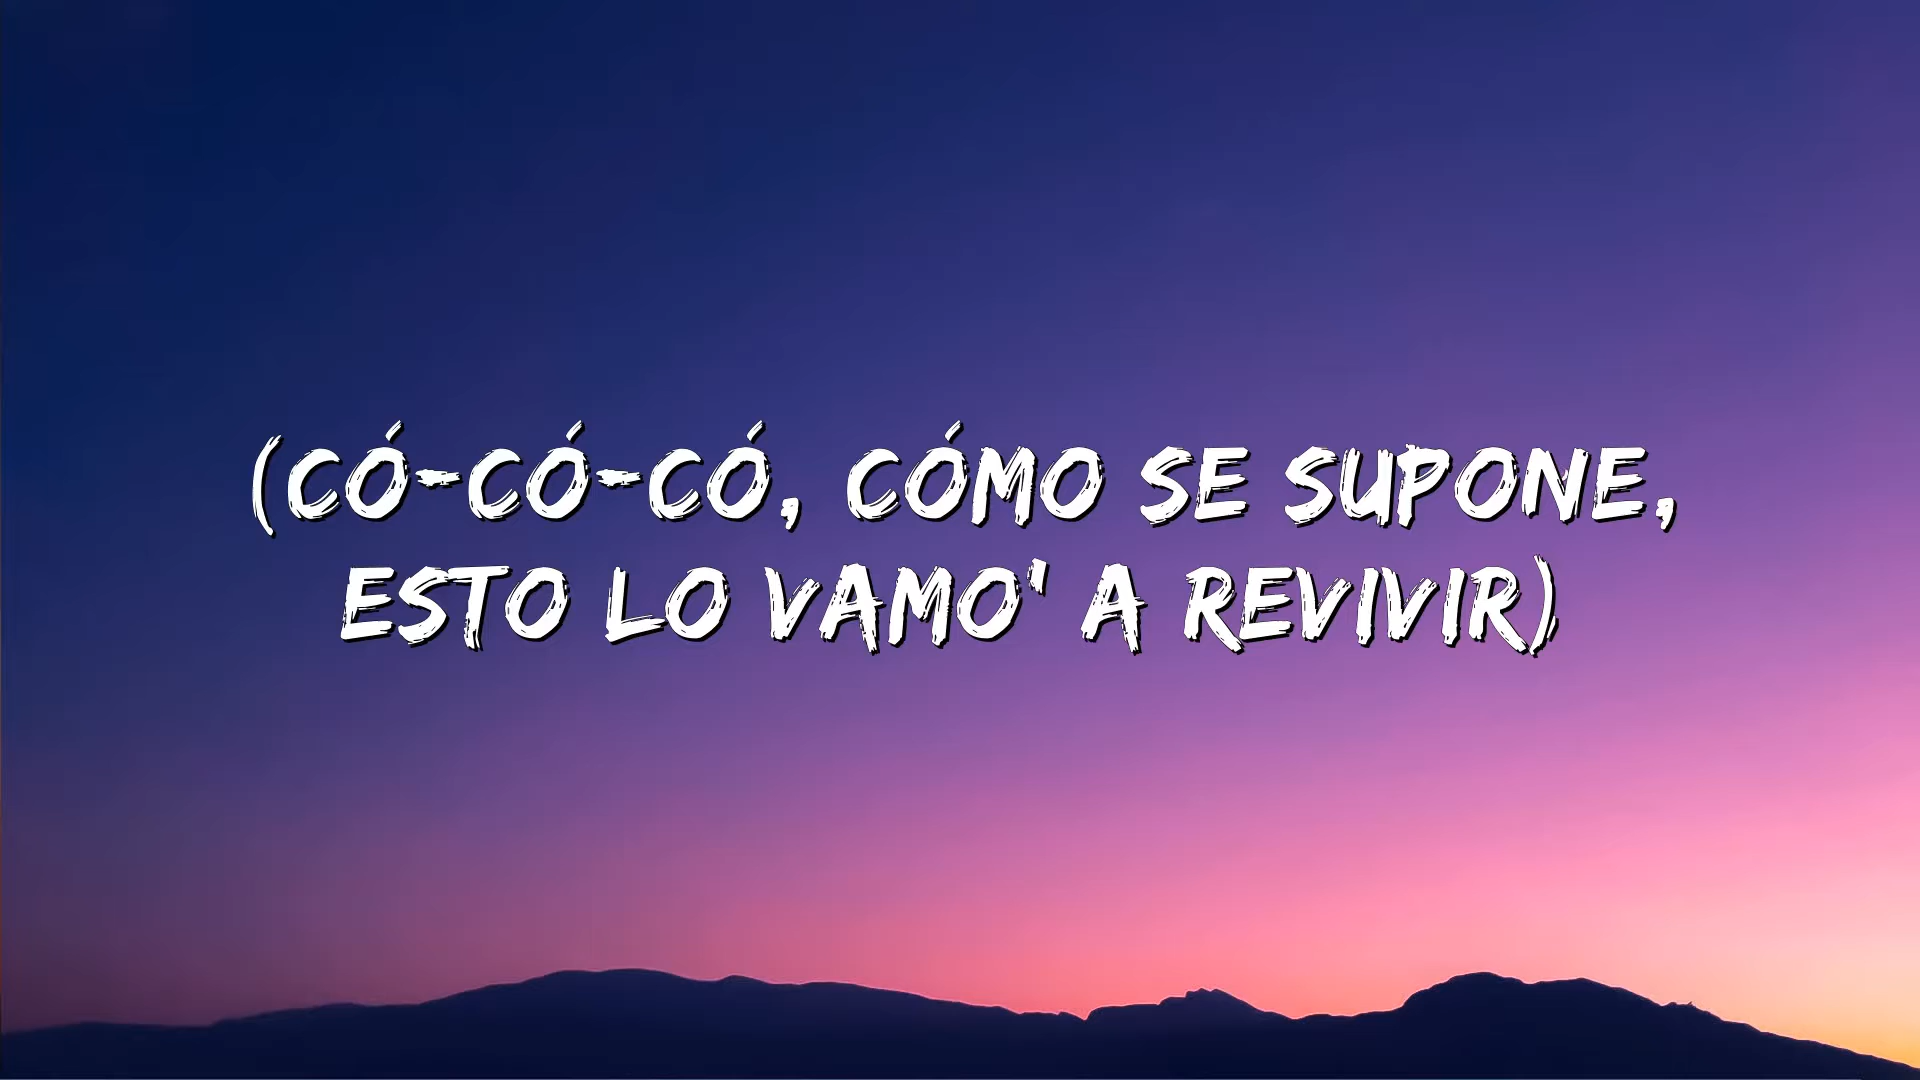 (CÓ-CÓ-CÓ, CÓMO SE SUPONE,
ESTO LO VAMO' A REVIVIR)